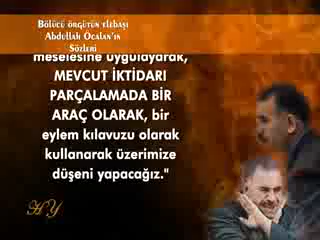 Bölücü örgütün elebaşı
Abdullah Öcalan'ın
Sözleri
meselesine uygulayarak,
MEVCUT İKTİDARI
PARÇALAMADA BİR
ARAÇ OLARAK, bir
eylem kılavuzu olarak
kullanarak üzerimize
düşeni yapacağız."
HY